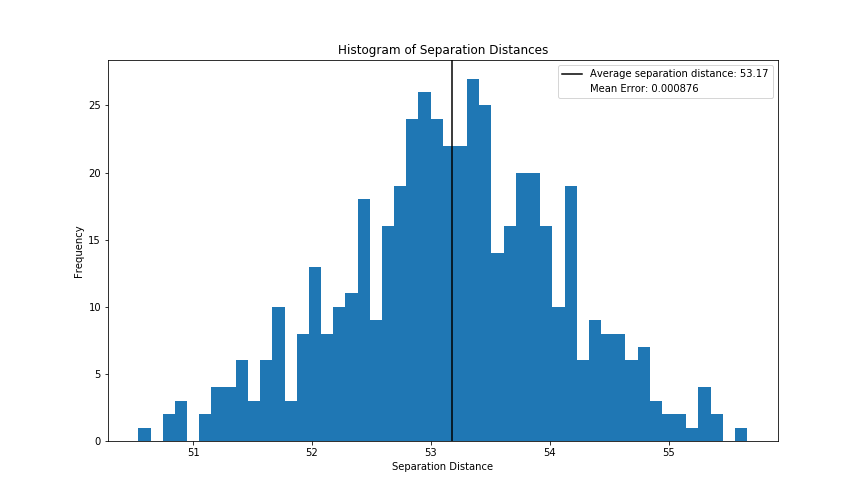 Histogram of Separation Distances
Average separation distance: 53.17
Mean Error: 0.000876
25
20
15
10
5
0
Frequency
51 52 53 54 55
Separation Distance